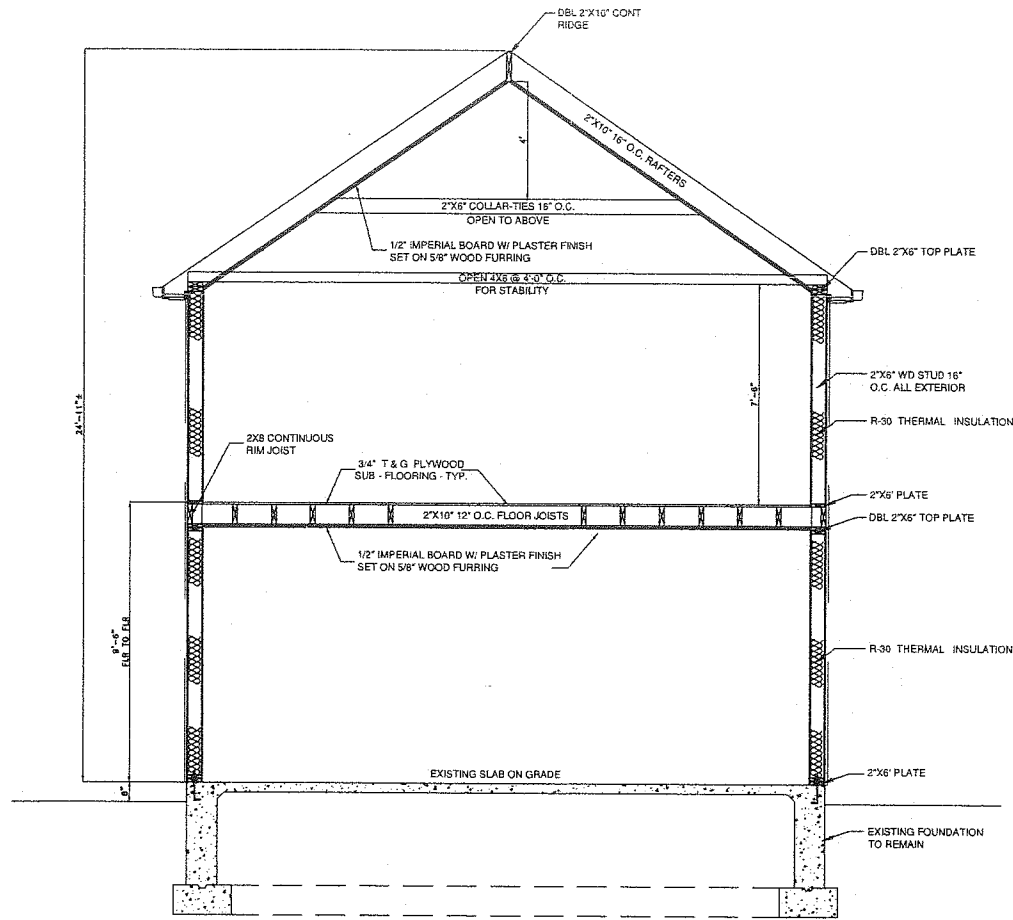 DBL 2"X10" CONT
RIDGE
2"X10" 16" O.C. RAFTERS
4'
2"X6" COLLAR-TIES 16" O.C.
OPEN TO ABOVE
1/2" IMPERIAL BOARD W/ PLASTER FINISH
SET ON 5/8" WOOD FURRING
DBL 2"X6" TOP PLATE
OPEN 4X6 @ 4'-0" O.C.
FOR STABILITY
2"X6" WD STUD 16"
O.C. ALL EXTERIOR
7'-6"
24'-11"±
R-30 THERMAL INSULATION
2X8 CONTINUOUS
RIM JOIST
3/4" T & G PLYWOOD
SUB - FLOORING - TYP.
2"X6" PLATE
2"X10" 12" O.C. FLOOR JOISTS
DBL 2"X6" TOP PLATE
1/2" IMPERIAL BOARD W/ PLASTER FINISH
SET ON 5/8" WOOD FURRING
9'-6"
FLR TO FLR
R-30 THERMAL INSULATION
EXISTING SLAB ON GRADE
2"X6" PLATE
8"
EXISTING FOUNDATION
TO REMAIN